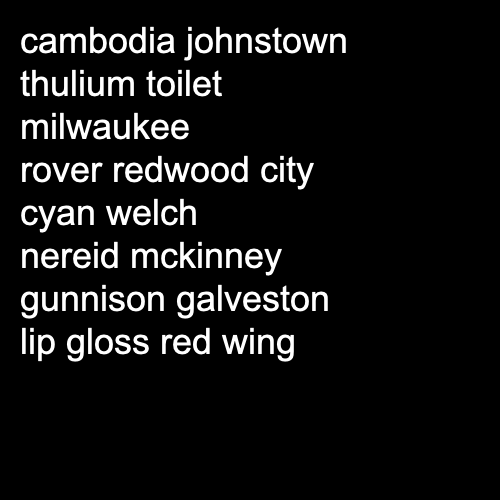 cambodia johnstown
thulium toilet
milwaukee
rover redwood city
cyan welch
nereid mckinney
gunnison galveston
lip gloss red wing